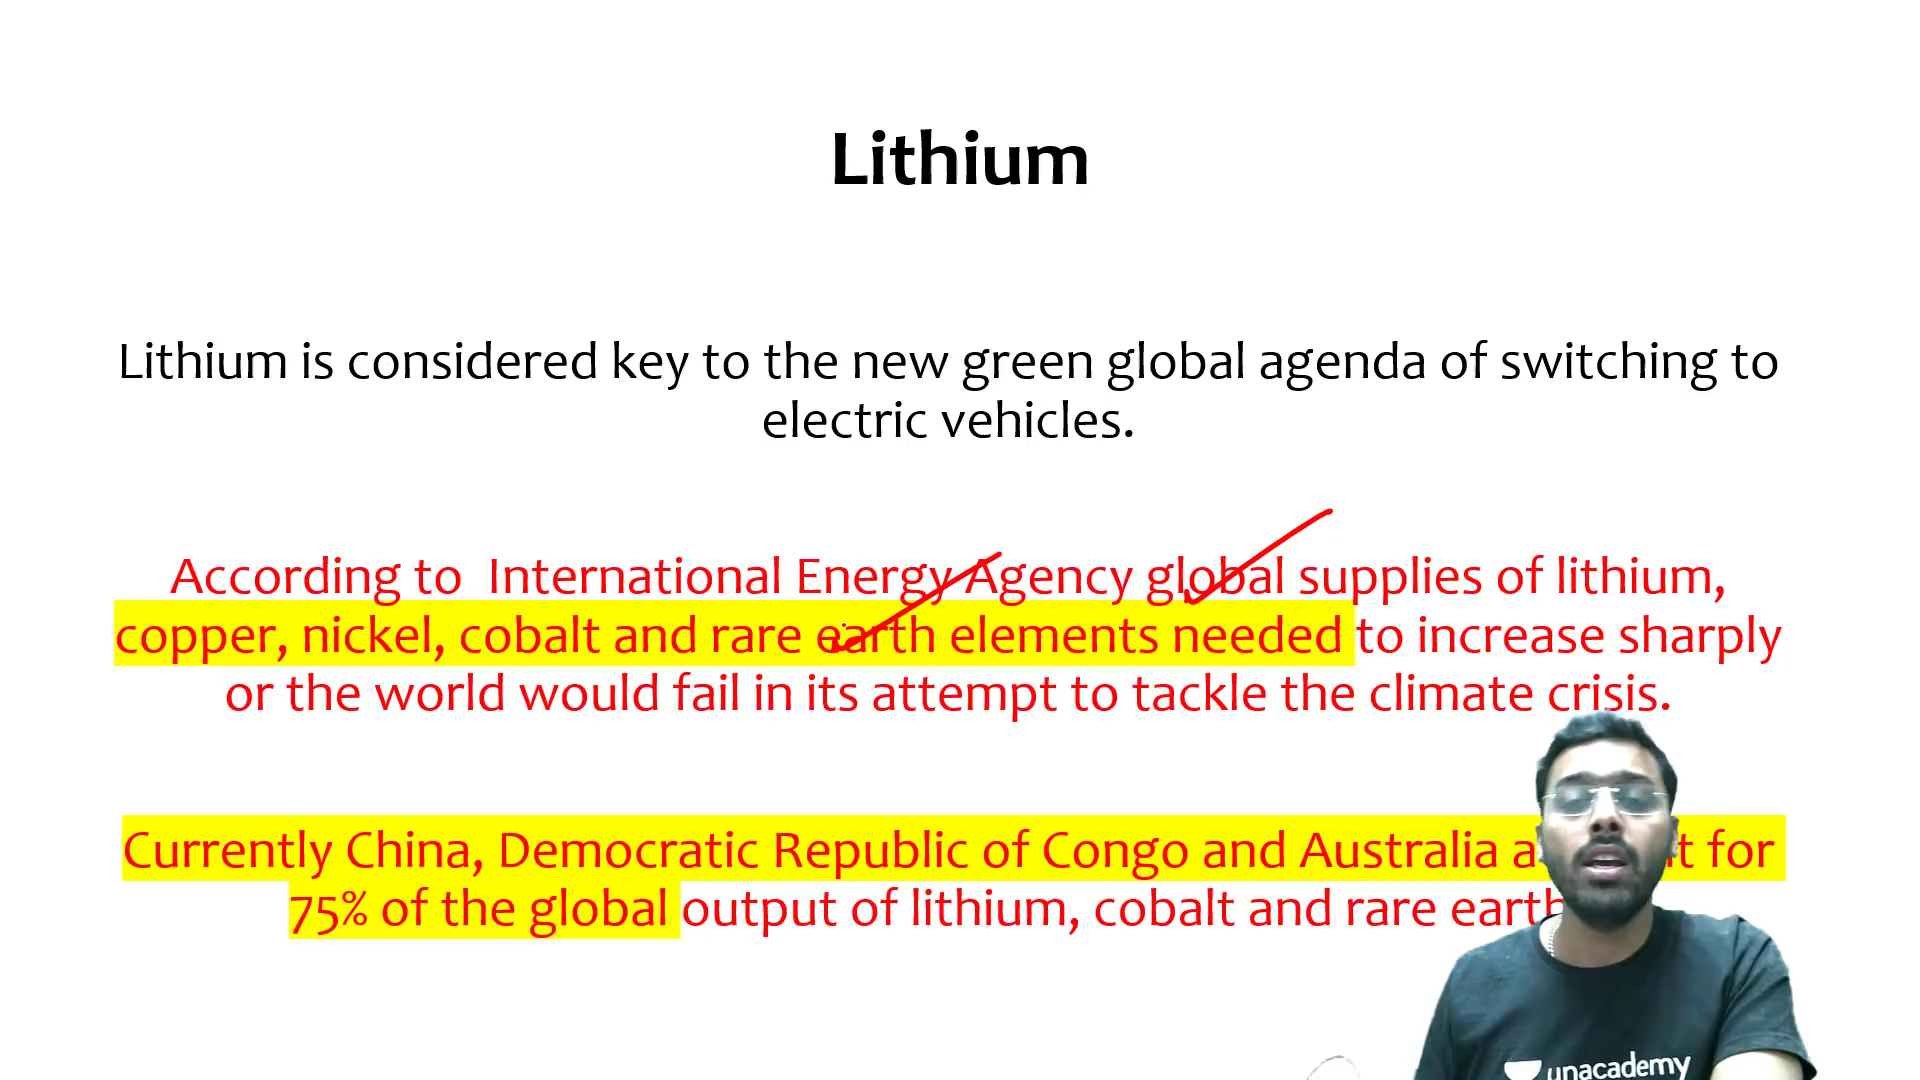 Lithium
Lithium is considered key to the new green global agenda of switching to
electric vehicles.
According to International Energy Agency global supplies of lithium,
copper, nickel, cobalt and rare earth elements needed to increase sharply
or the world would fail in its attempt to tackle the climate crisis.
Currently China, Democratic Republic of Congo and Australia for
75% of the global output of lithium, cobalt and rare earth
unacademy